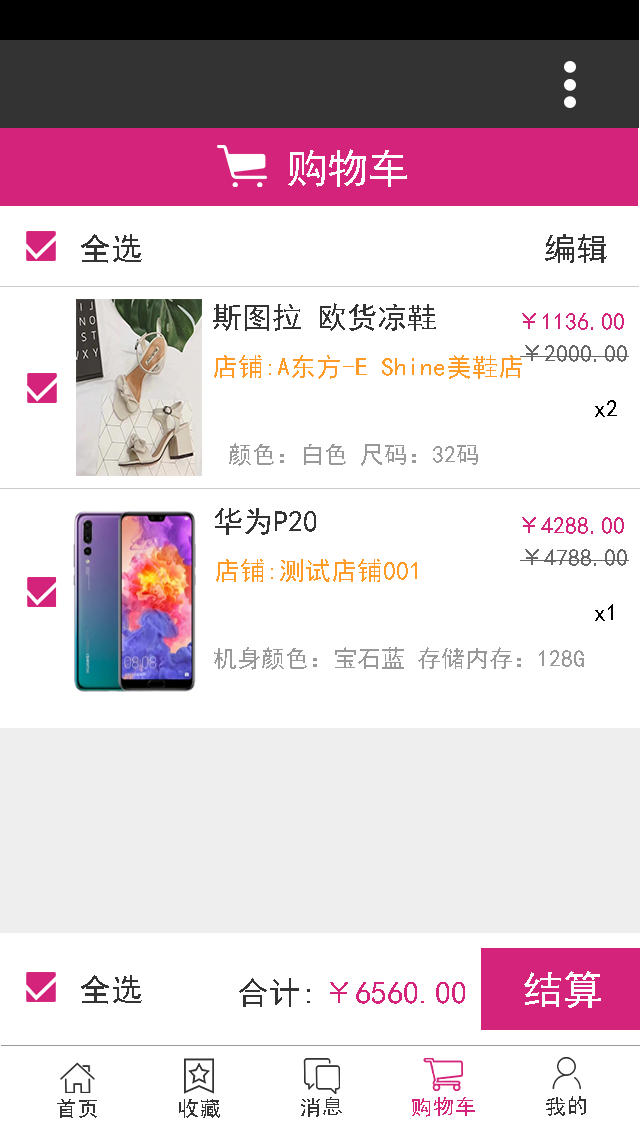 购物车
全选 编辑
斯图拉 欧货凉鞋 ￥1136.00
店铺:A东方-E Shine美鞋店 ￥2000.00
x2
颜色: 白色 尺码: 32码
华为P20 ￥4288.00
店铺:测试店铺001 ￥4788.00
x1
机身颜色: 宝石蓝 存储内存: 128G
08:08
HUAWEI
全选 合计:￥6560.00 结算
首页 收藏 消息 购物车 我的